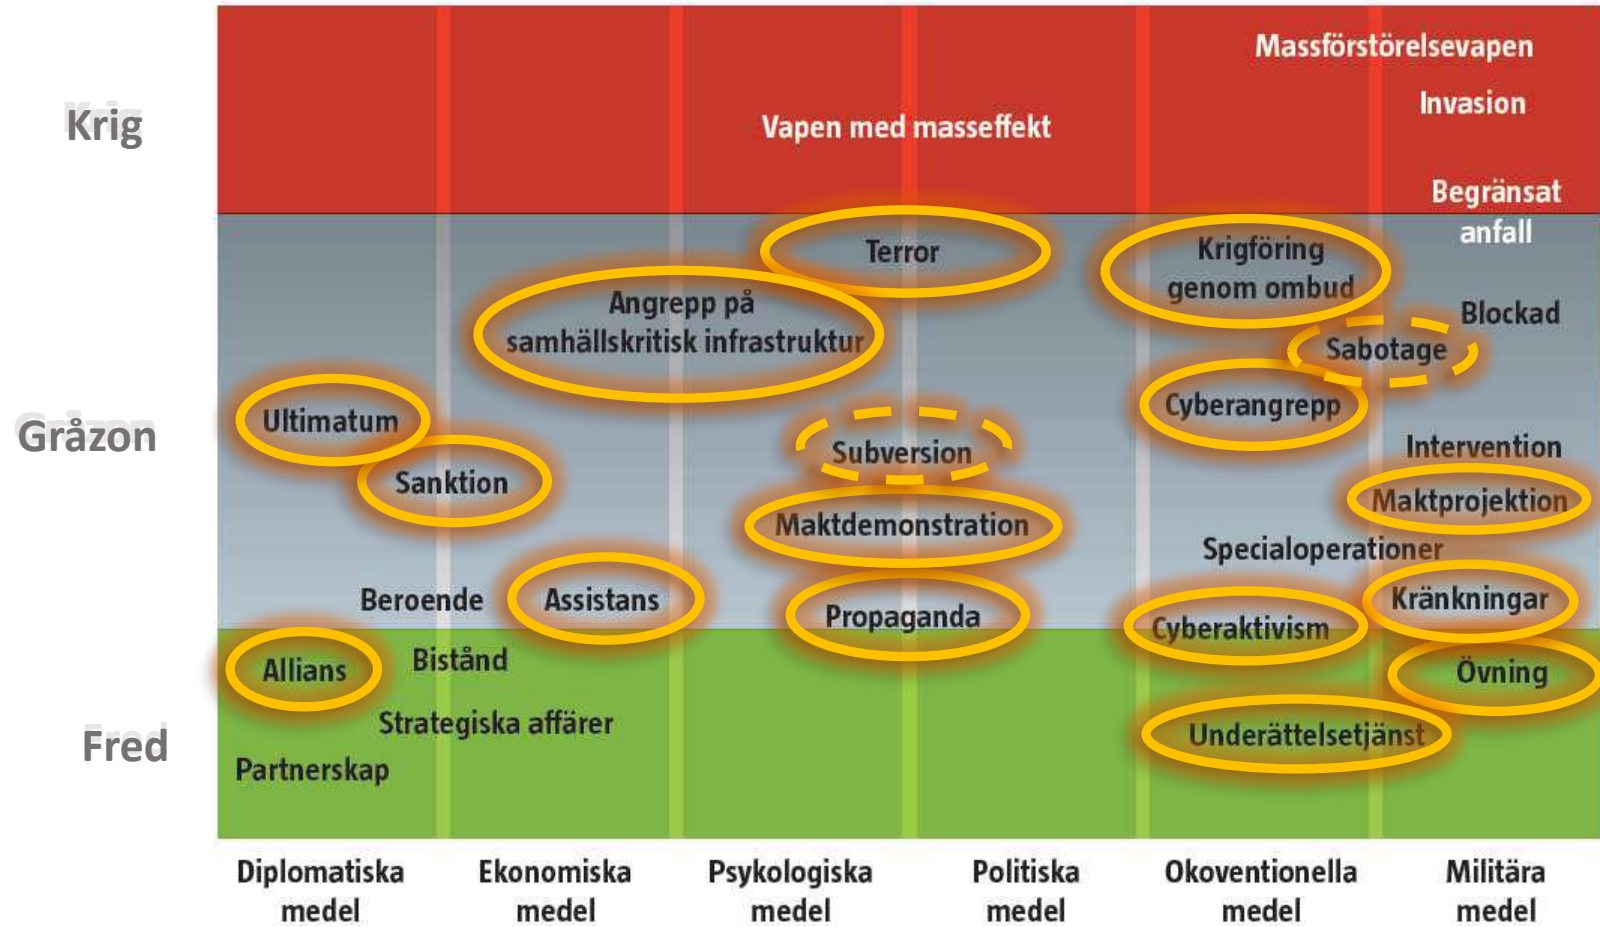 Massförstörelsevapen
Invasion
Krig
Vapen med masseffekt
Begränsat
anfall
Terror
Krigföring
genom ombud
Angrepp på
samhällskritisk infrastruktur
Blockad
Sabotage
Cyberangrepp
Ultimatum
Gråzon
Subversion
Intervention
Sanktion
Maktprojektion
Maktdemonstration
Specialoperationer
Beroende
Assistans
Kränkningar
Propaganda
Cyberaktivism
Allians
Bistånd
Övning
Strategiska affärer
Underättelsetjänst
Fred
Partnerskap
Diplomatiska
medel
Ekonomiska
medel
Psykologiska
medel
Politiska
medel
Okoventionella
medel
Militära
medel